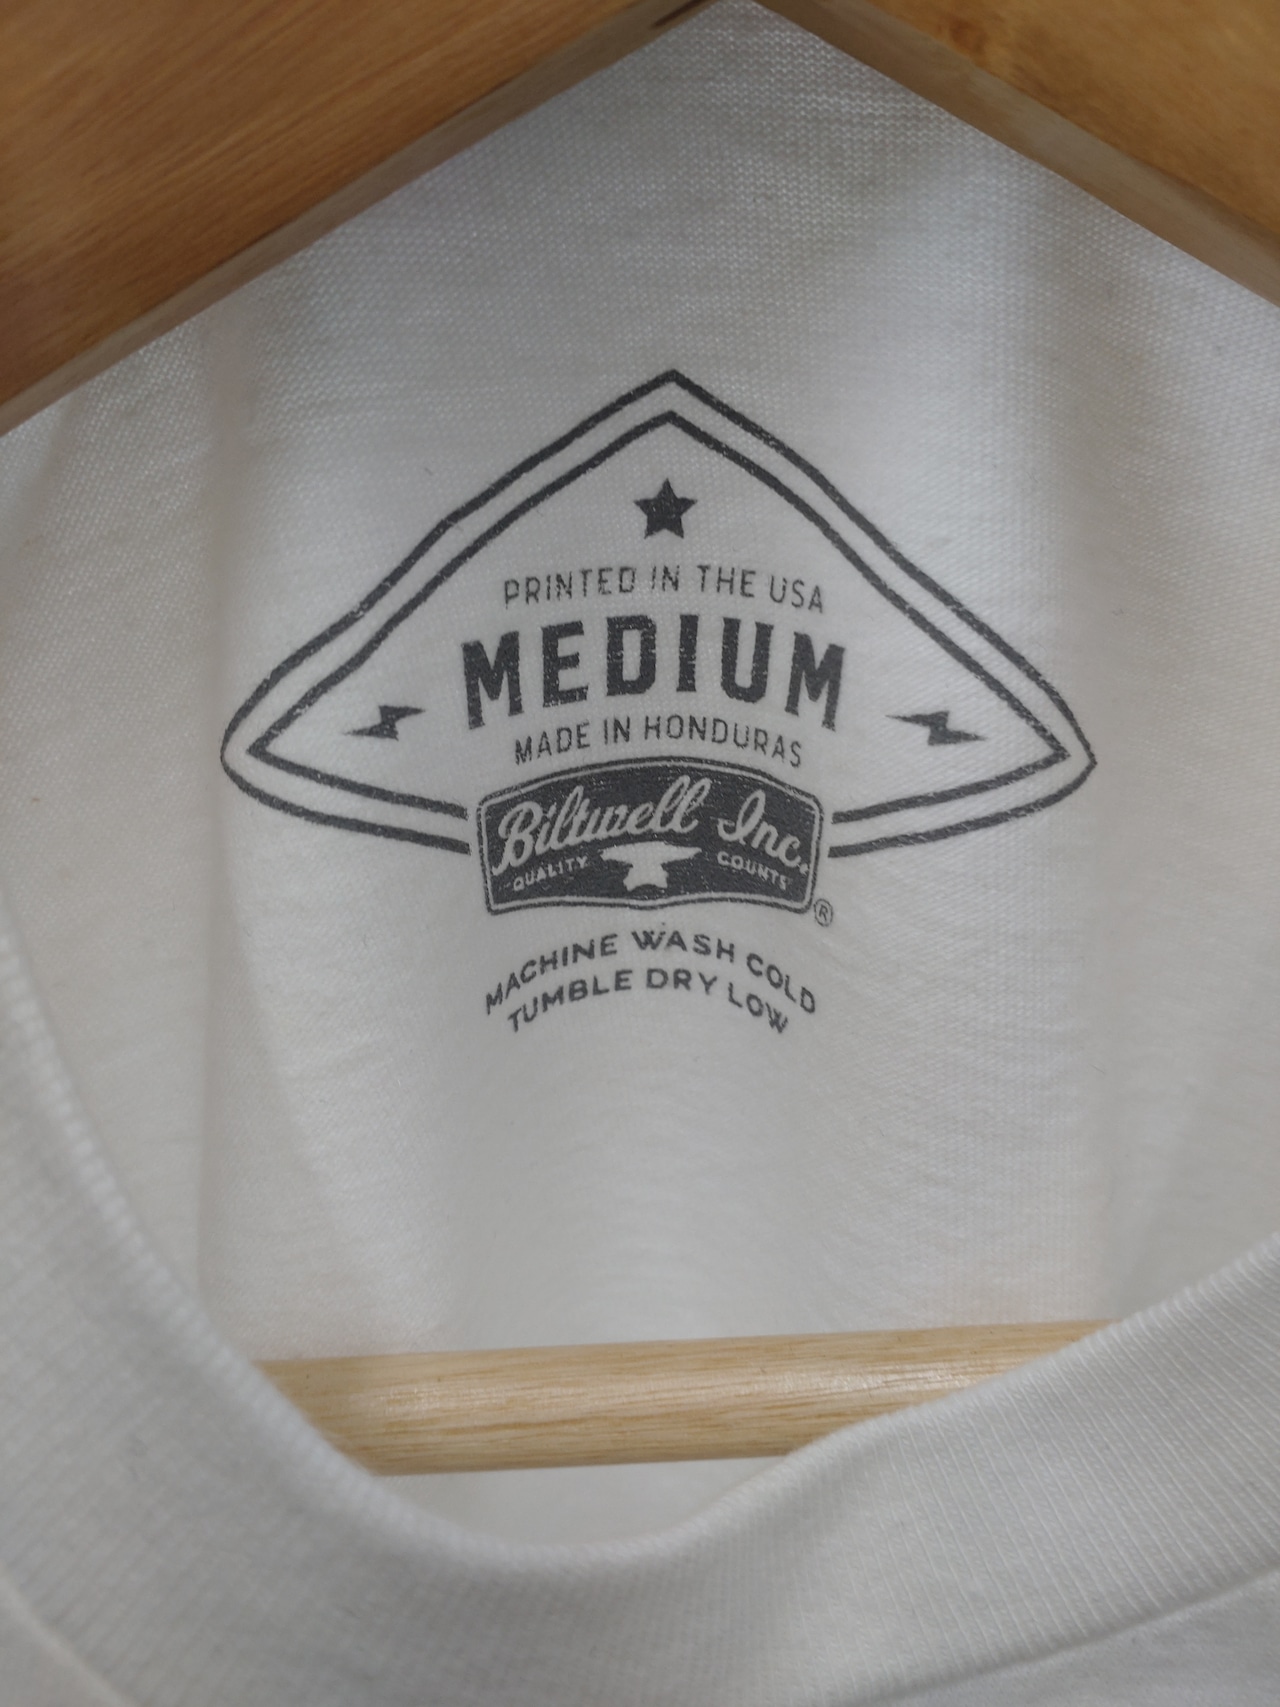 PRINTED IN THE USA
MEDIUM
MADE IN HONDURAS
Biltwell Inc.
QUALITY COUNTS
®
MACHINE WASH COLD
TUMBLE DRY LOW